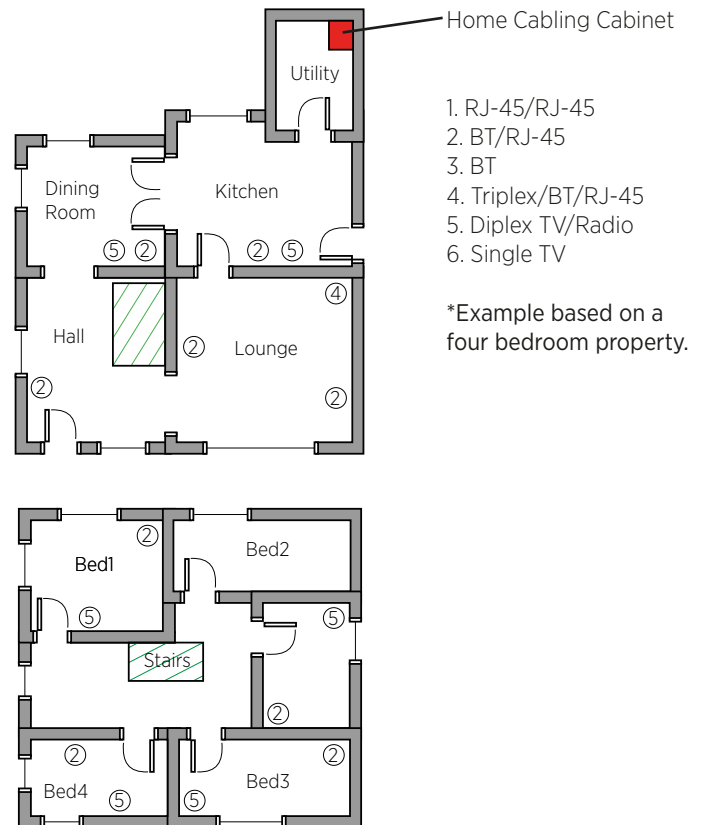 Home Cabling Cabinet
Utility
1. RJ-45/RJ-45
2. BT/RJ-45
3. BT
4. Triplex/BT/RJ-45
5. Diplex TV/Radio
6. Single TV
*Example based on a
four bedroom property.
Dining
Room
Kitchen
5 2
2 5
4
Hall
2
Lounge
2
2
2
Bed1
Bed2
5
5
Stairs
2
2
2
Bed4
5
5
Bed3